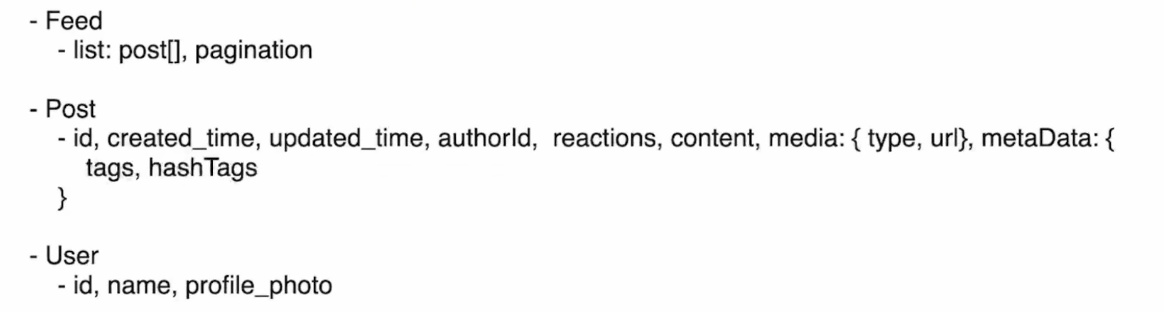 - Feed
- list: post[], pagination
- Post
- id, created_time, updated_time, authorId, reactions, content, media: { type, url}, metaData: {
tags, hashTags
}
- User
- id, name, profile_photo